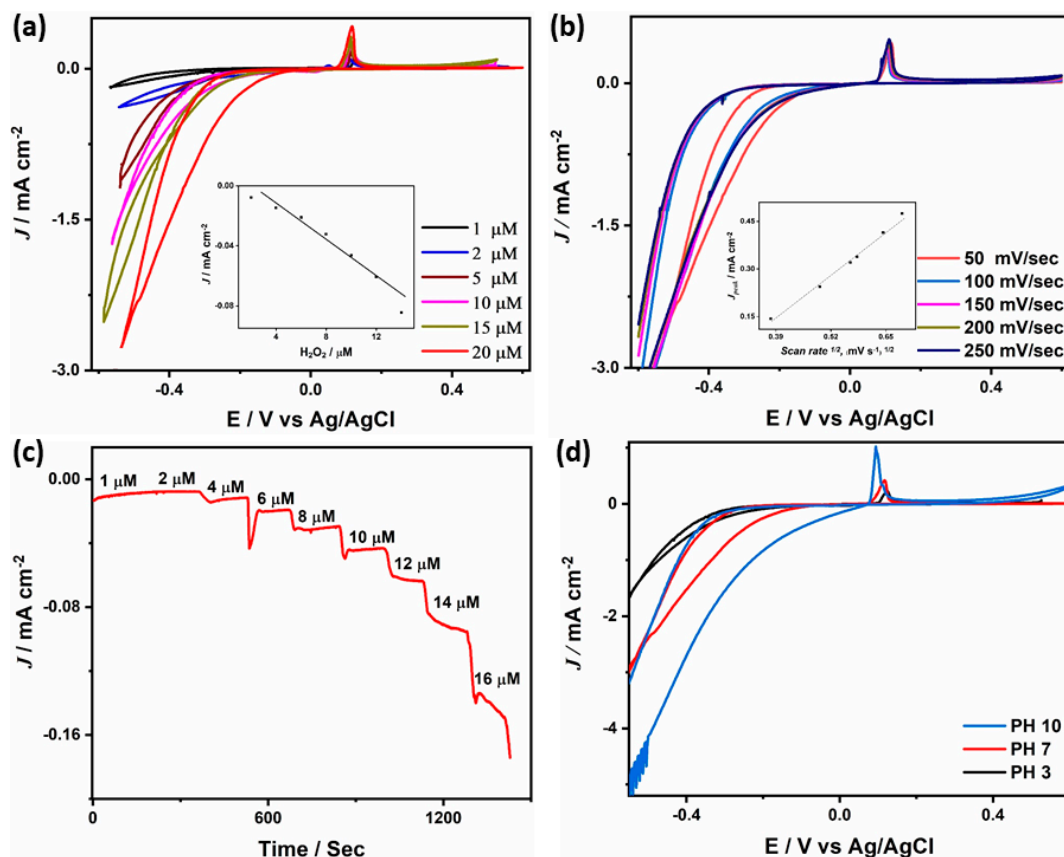 (a)
0.0
-1.5
-3.0
J / mA cm-2
-0.4
0.0
0.4
E / V vs Ag/AgCl
0.00
-0.04
-0.08
J / mA cm-2
4
8
12
H2O2 / μM
1 μM
2 μM
5 μM
10 μM
15 μM
20 μM
(b)
0.0
-1.5
-3.0
J / mA cm-2
-0.4
0.0
0.4
E / V vs Ag/AgCl
0.45
0.30
0.15
Jpeak / mA cm-2
0.39
0.52
0.65
Scan rate 1/2, (mV s-1) 1/2
50 mV/sec
100 mV/sec
150 mV/sec
200 mV/sec
250 mV/sec
(c)
0.00
-0.08
-0.16
J / mA cm-2
1 μM
2 μM
4 μM
6 μM
8 μM
10 μM
12 μM
14 μM
16 μM
0
600
1200
Time / Sec
(d)
0
-2
-4
J / mA cm-2
-0.4
0.0
0.4
E / V vs Ag/AgCl
PH 10
PH 7
PH 3